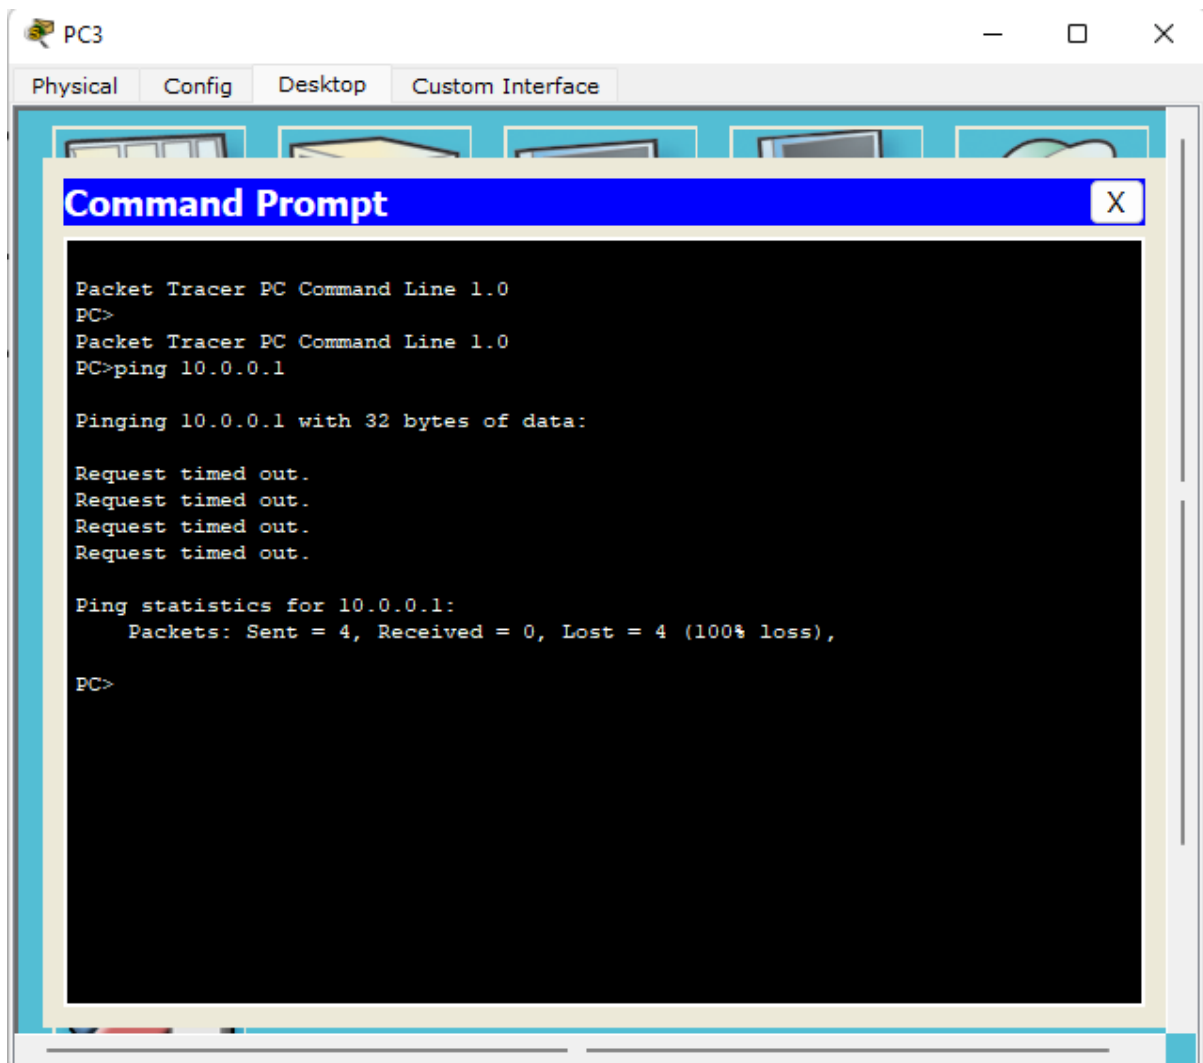 PC3
Physical Config Desktop Custom Interface
Command Prompt X
Packet Tracer PC Command Line 1.0
PC>
Packet Tracer PC Command Line 1.0
PC>ping 10.0.0.1
Pinging 10.0.0.1 with 32 bytes of data:
Request timed out.
Request timed out.
Request timed out.
Request timed out.
Ping statistics for 10.0.0.1:
Packets: Sent = 4, Received = 0, Lost = 4 (100% loss),
PC>